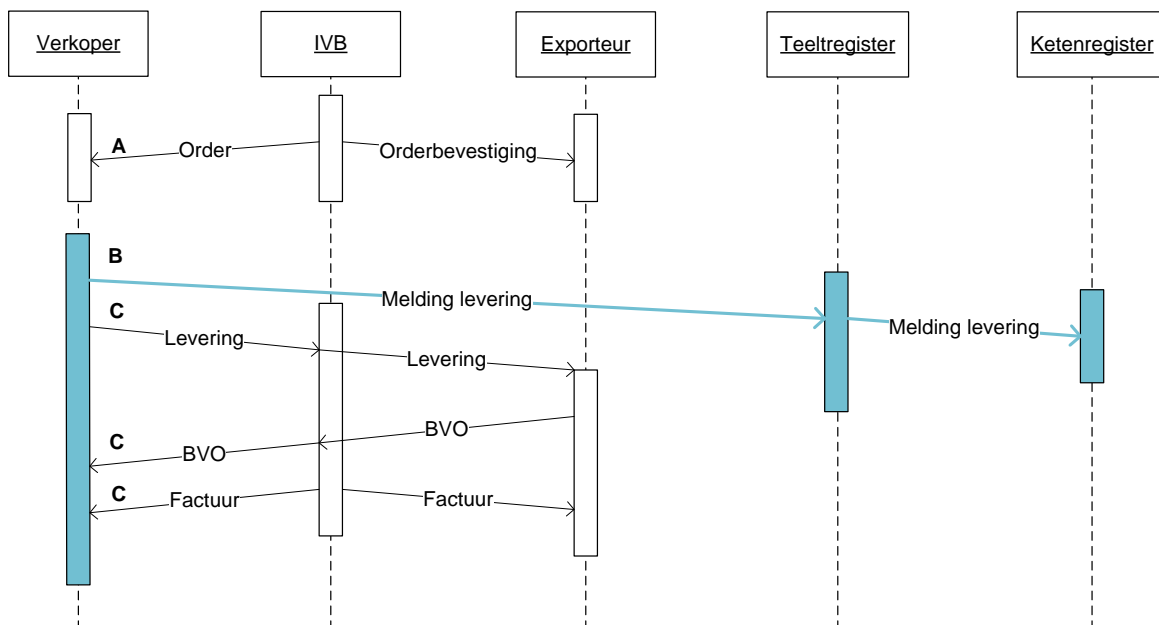 Verkoper
IVB
Exporteur
Teeltregister
Ketenregister
A
Order
Orderbevestiging
B
Melding levering
Melding levering
C
Levering
Levering
C
BVO
BVO
C
Factuur
Factuur